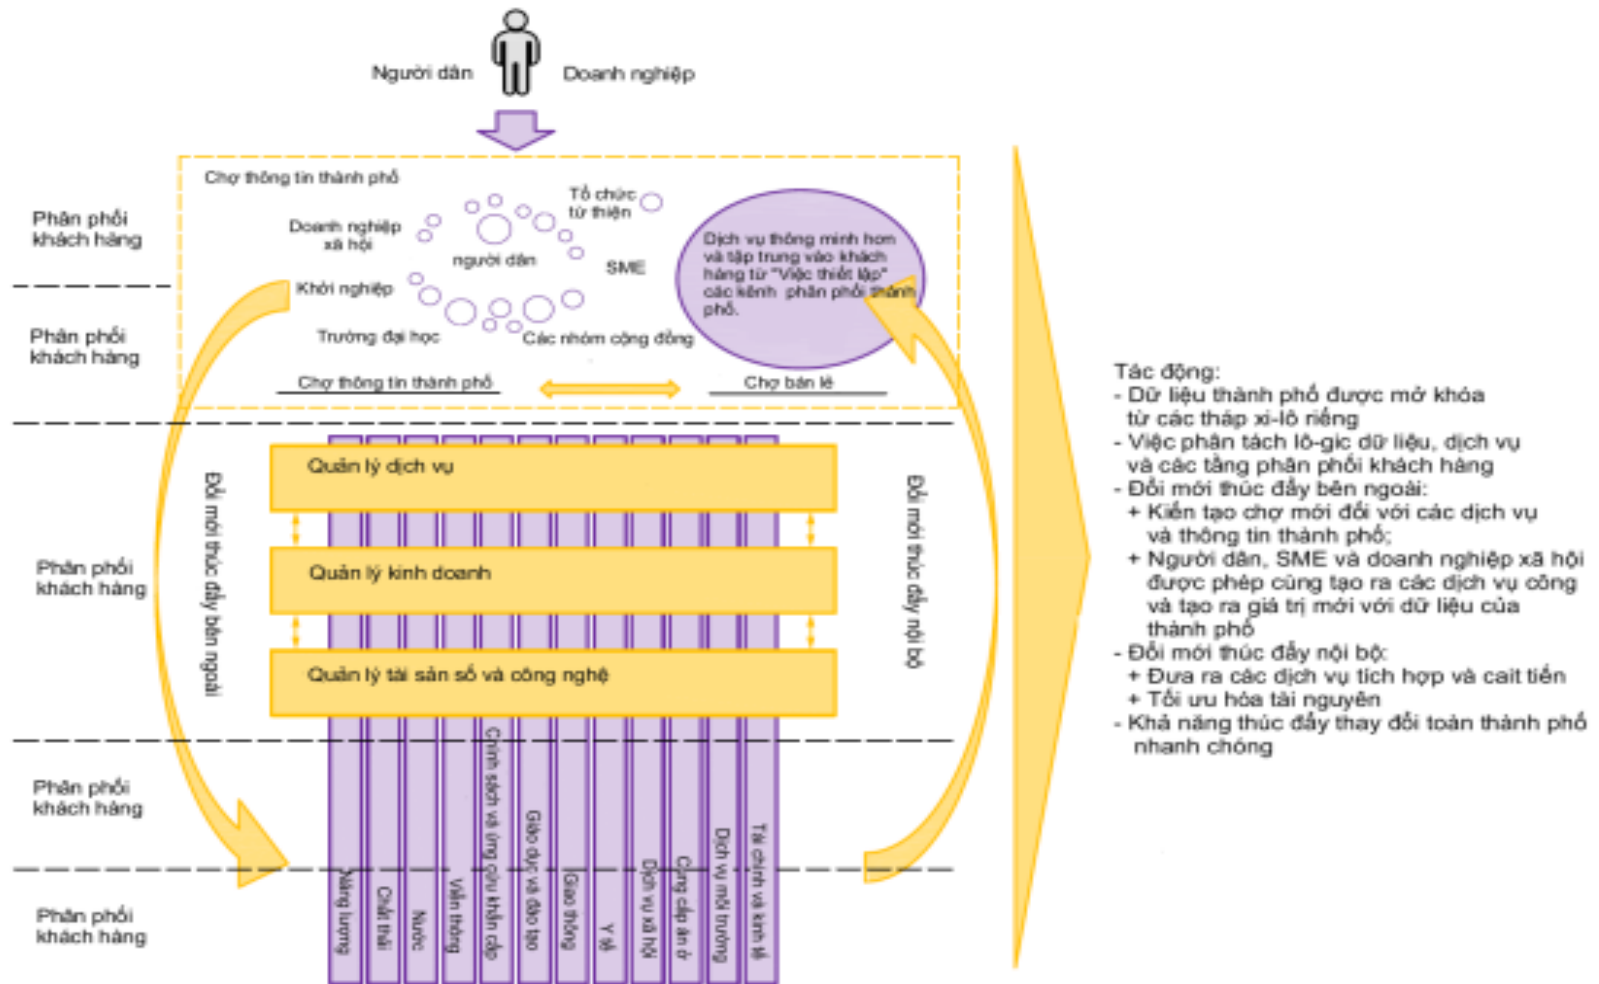 Người dân
Doanh nghiệp
Chợ thông tin thành phố
Phân phối
khách hàng
Doanh nghiệp
xã hội
Tổ chức
từ thiện
người dân
SME
Khởi nghiệp
Trường đại học
Các nhóm cộng đồng
Dịch vụ thông minh hơn
và tập trung vào khách
hàng từ "Việc thiết lập"
các kênh phân phối thành
phố.
Phân phối
khách hàng
Chợ thông tin thành phố
Chợ bán lẻ
Phân phối
khách hàng
Đổi mới thúc đẩy bên ngoài
Quản lý dịch vụ
Quản lý kinh doanh
Quản lý tài sản số và công nghệ
Đổi mới thúc đẩy nội bộ
Phân phối
khách hàng
Phân phối
khách hàng
Năng lượng
Chất thải
Nước
Viễn thông
Chính sách và ứng cứu khẩn cấp
Giáo dục và đào tạo
Giao thông
Y tế
Dịch vụ xã hội
Cung cấp ăn ở
Dịch vụ môi trường
Tài chính và kinh tế
Tác động:
- Dữ liệu thành phố được mở khóa
từ các tháp xi-lô riêng
- Việc phân tách lô-gic dữ liệu, dịch vụ
và các tầng phân phối khách hàng
- Đổi mới thúc đẩy bên ngoài:
+ Kiến tạo chợ mới đối với các dịch vụ
và thông tin thành phố;
+ Người dân, SME và doanh nghiệp xã hội
được phép cùng tạo ra các dịch vụ công
và tạo ra giá trị mới với dữ liệu của
thành phố
- Đổi mới thúc đẩy nội bộ:
+ Đưa ra các dịch vụ tích hợp và cait tiến
+ Tối ưu hóa tài nguyên
- Khả năng thúc đẩy thay đổi toàn thành phố
nhanh chóng